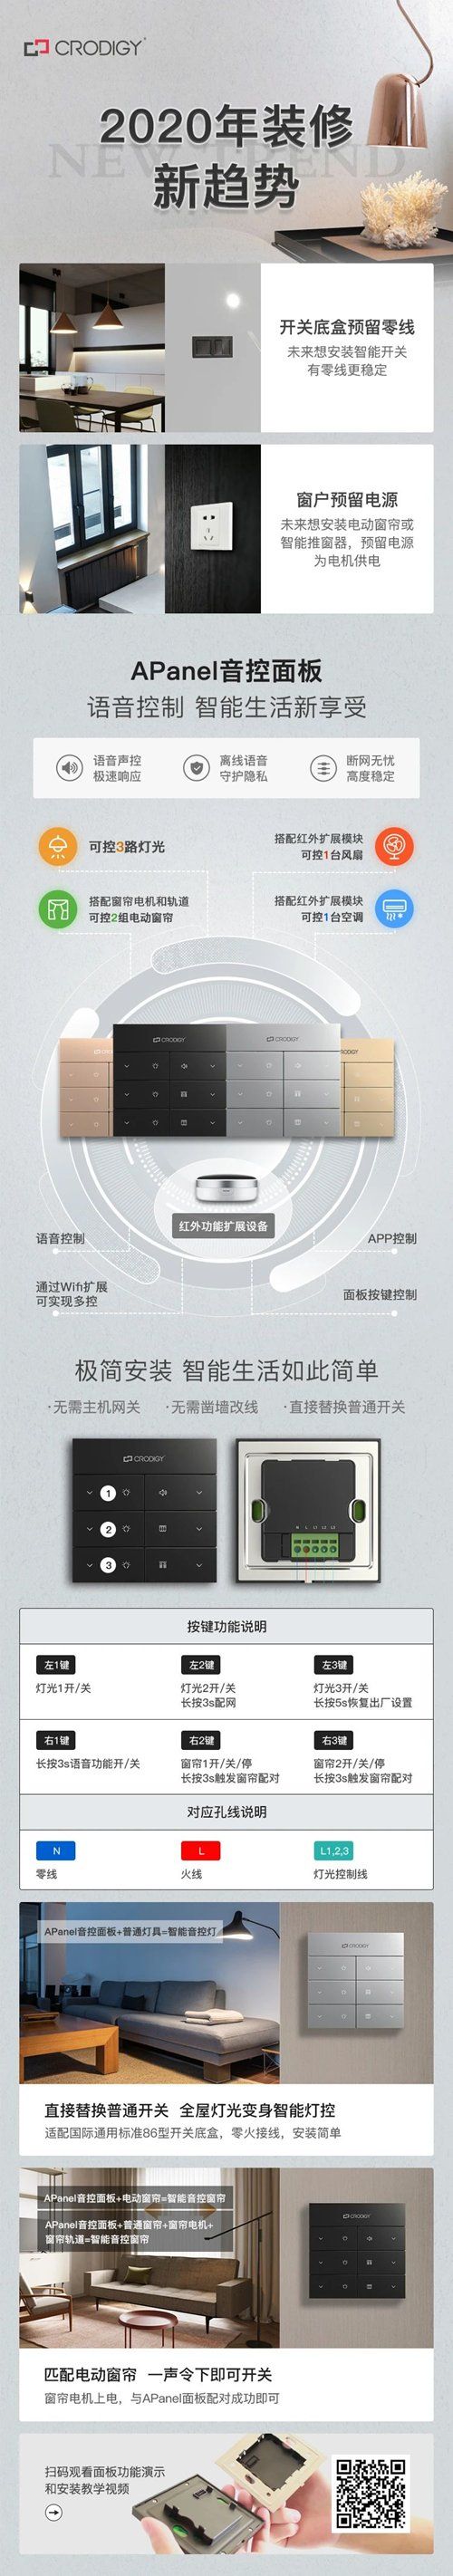 CRODIGY
2020年装修
NEW TREND
新趋势
开关底盒预留零线
未来想安装智能开关
有零线更稳定
窗户预留电源
未来想安装电动窗帘或
智能推窗器，预留电源
为电机供电
APanel音控面板
语音控制 智能生活新享受
语音声控
极速响应
离线语音
守护隐私
断网无忧
高度稳定
可控3路灯光
搭配红外扩展模块
可控1台风扇
搭配窗帘电机和轨道
可控2组电动窗帘
搭配红外扩展模块
可控1台空调
CRODIGY
CRODIGY
红外功能扩展设备
语音控制
APP控制
通过Wifi扩展
可实现多控
面板按键控制
极简安装 智能生活如此简单
·无需主机网关 ·无需凿墙改线 ·直接替换普通开关
CRODIGY
1
2
3
N L L1 L2 L3
按键功能说明
左1键
灯光1开/关
左2键
灯光2开/关
长按3s配网
左3键
灯光3开/关
长按5s恢复出厂设置
右1键
长按3s语音功能开/关
右2键
窗帘1开/关/停
长按3s触发窗帘配对
右3键
窗帘2开/关/停
长按3s触发窗帘配对
对应孔线说明
N
零线
L
火线
L1,2,3
灯光控制线
APanel音控面板+普通灯具=智能音控灯
CRODIGY
直接替换普通开关 全屋灯光变身智能灯控
适配国际通用标准86型开关底盒，零火接线，安装简单
APanel音控面板+电动窗帘=智能音控窗帘
APanel音控面板+普通窗帘+窗帘电机+
窗帘轨道=智能音控窗帘
CRODIGY
匹配电动窗帘 一声令下即可开关
窗帘电机上电，与APanel面板配对成功即可
扫码观看面板功能演示
和安装教学视频